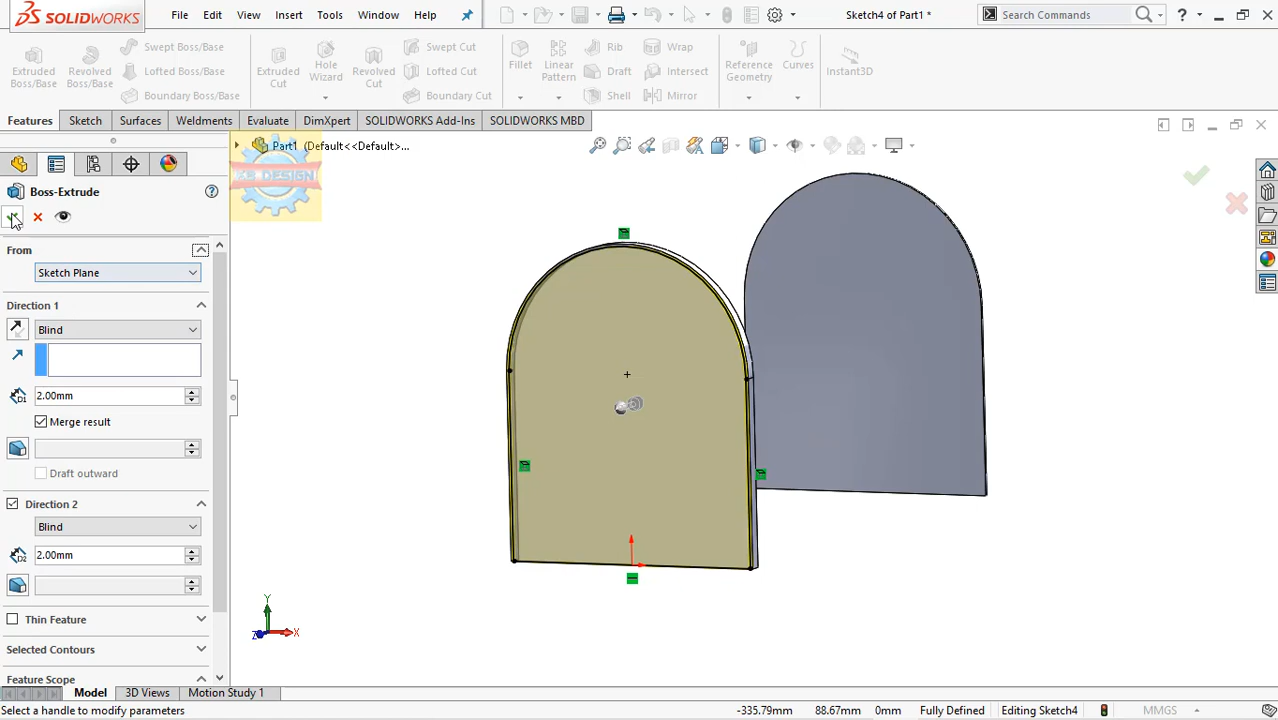 SOLIDWORKS File Edit View Insert Tools Window Help Sketch4 of Part1 * Search Commands ?
Extruded Boss/Base
Revolved Boss/Base
Swept Boss/Base
Lofted Boss/Base
Boundary Boss/Base
Extruded Cut
Hole Wizard
Revolved Cut
Swept Cut
Lofted Cut
Boundary Cut
Fillet
Linear Pattern
Rib
Draft
Shell
Wrap
Intersect
Mirror
Reference Geometry
Curves
Instant3D
Features Sketch Surfaces Weldments Evaluate DimXpert SOLIDWORKS Add-Ins SOLIDWORKS MBD
Part1 (Default<<Default>...
Boss-Extrude
From
Sketch Plane
Direction 1
Blind
D1 2.00mm
Merge result
Draft outward
Direction 2
Blind
D2 2.00mm
Thin Feature
Selected Contours
Feature Scope
Y
X
Z
Model 3D Views Motion Study 1
Select a handle to modify parameters -335.79mm 88.67mm 0mm Fully Defined Editing Sketch4 MMGS